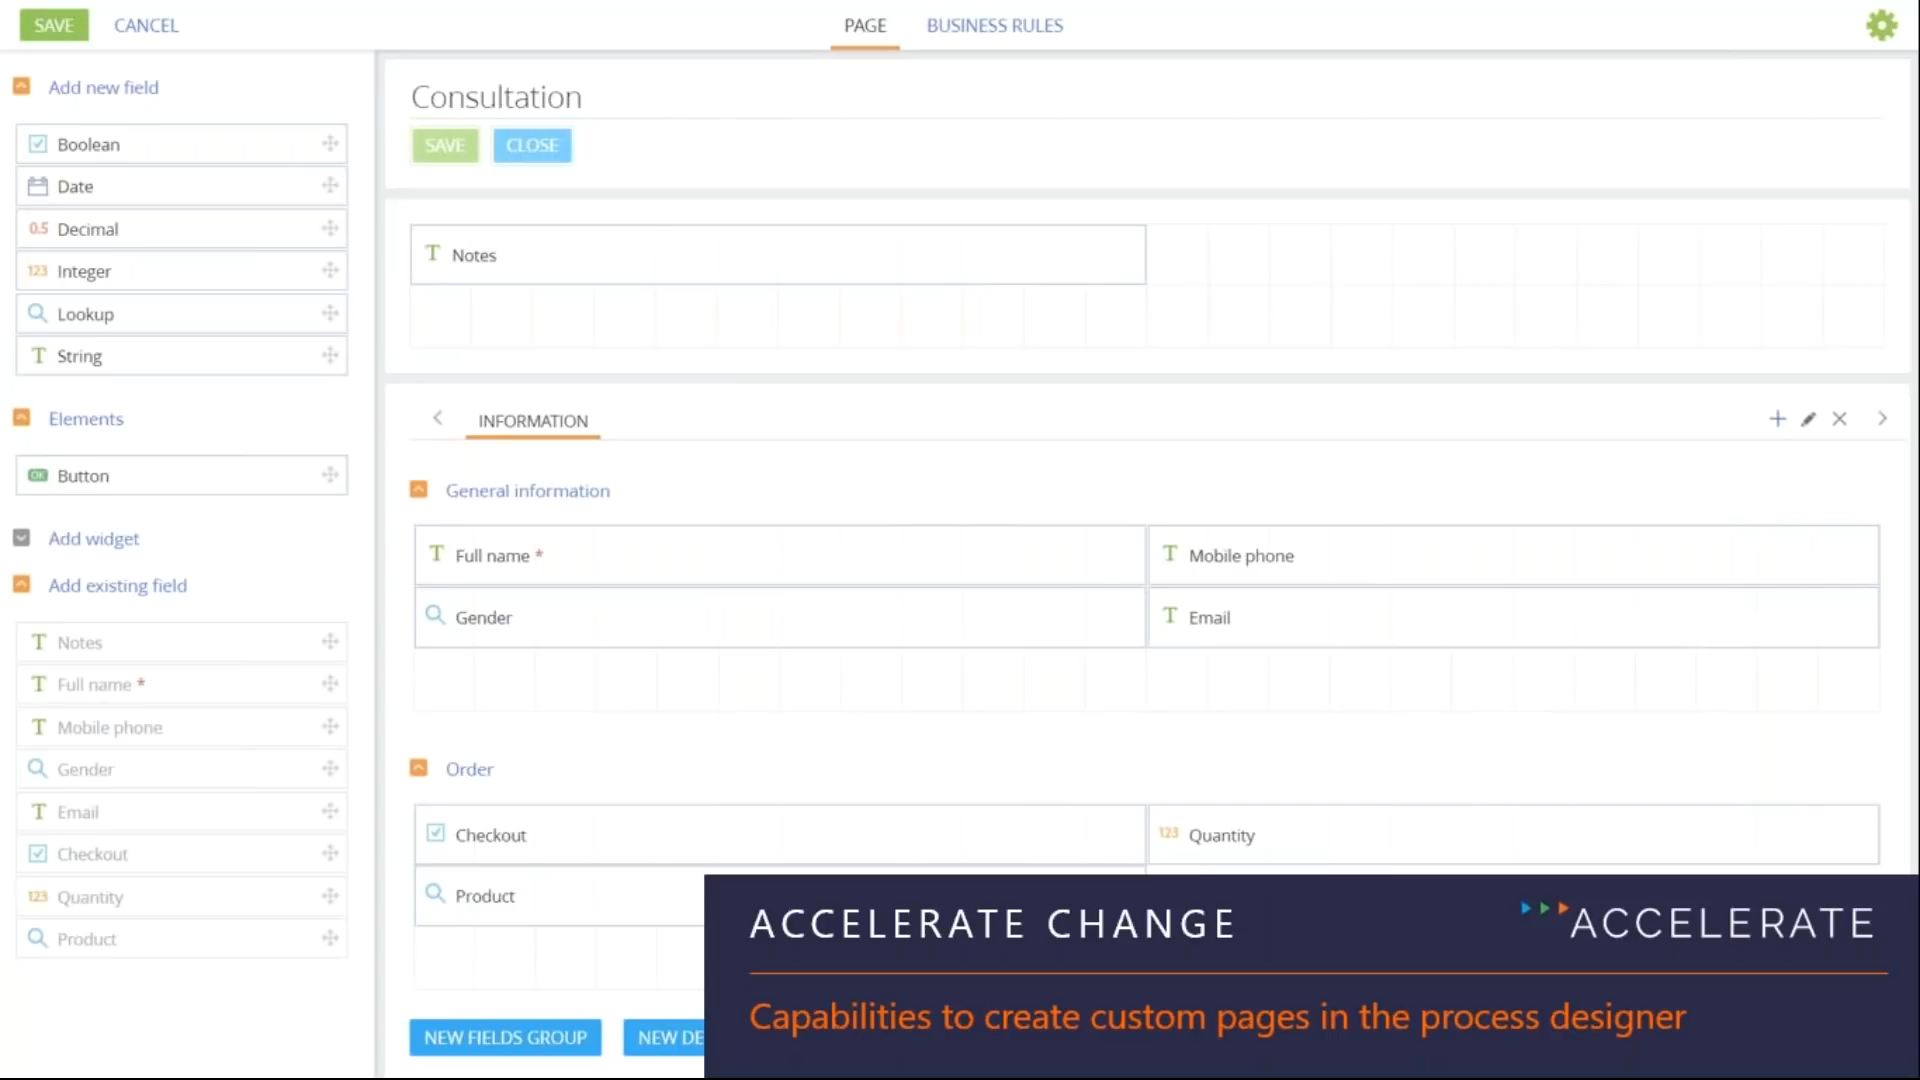 SAVE CANCEL PAGE BUSINESS RULES
Add new field
Boolean
Date
0.5 Decimal
123 Integer
Lookup
T String
Elements
OK Button
Add widget
Add existing field
T Notes
T Full name *
T Mobile phone
Gender
T Email
Checkout
123 Quantity
Product
Consultation
SAVE CLOSE
T Notes
INFORMATION
General information
T Full name * T Mobile phone
Gender T Email
Order
Checkout 123 Quantity
Product
NEW FIELDS GROUP NEW DE
ACCELERATE CHANGE ACCELERATE
Capabilities to create custom pages in the process designer